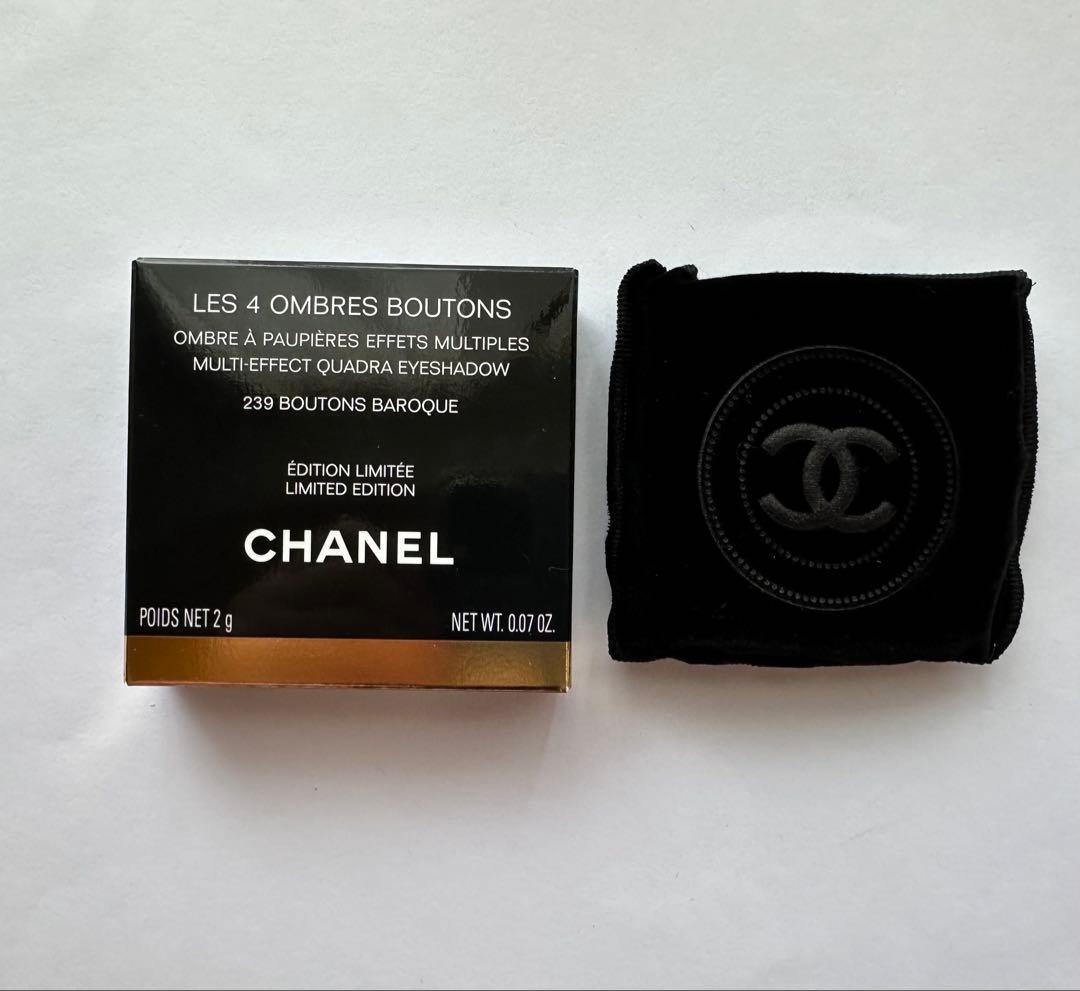 LES 4 OMBRES BOUTONS
OMBRE À PAUPIÈRES EFFETS MULTIPLES
MULTI-EFFECT QUADRA EYESHADOW
239 BOUTONS BAROQUE
ÉDITION LIMITÉE
LIMITED EDITION
CHANEL
POIDS NET 2 g NET WT. 0.07 OZ.